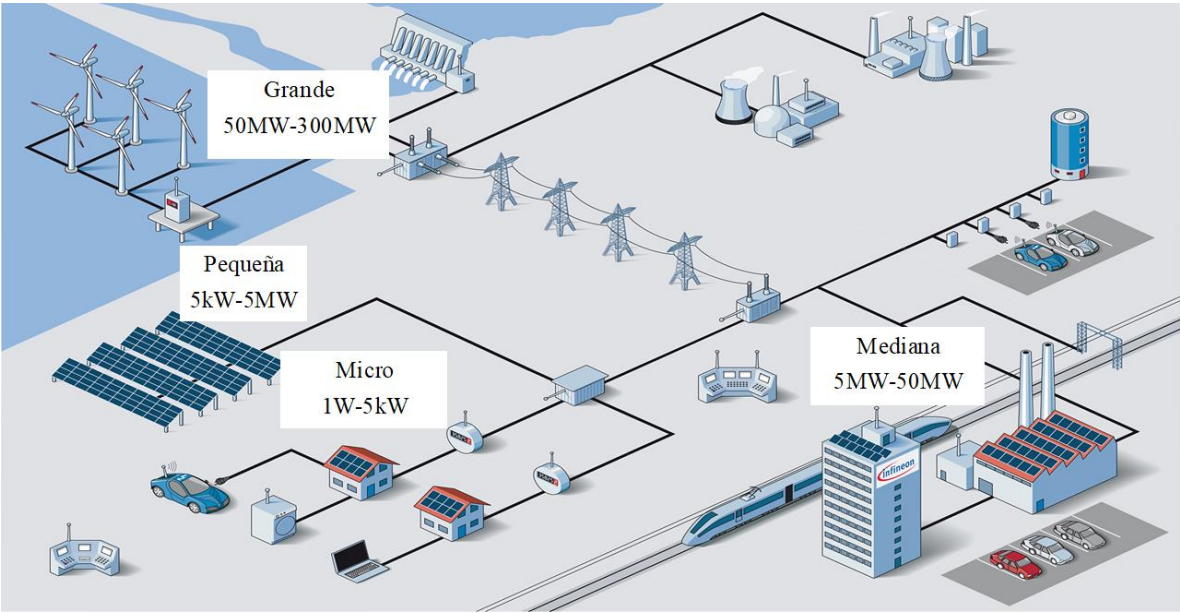 Grande
50MW-300MW
Pequeña
5kW-5MW
Micro
1W-5kW
Mediana
5MW-50MW
infineon